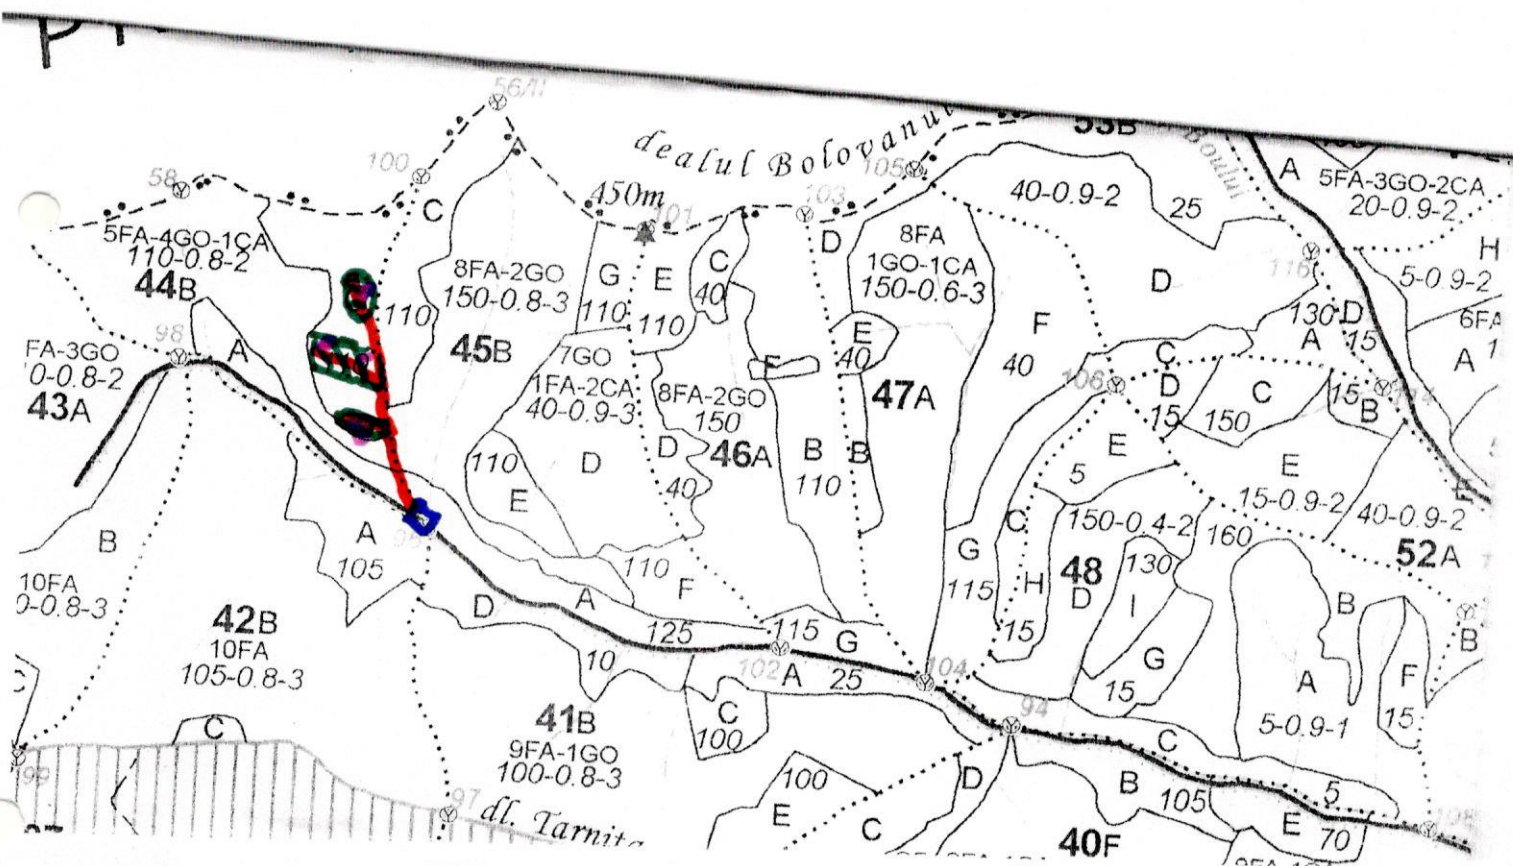 56/II
dealul Bolovanul
53B
Boului
100
105
58
A
5FA-3GO-2CA
20-0.9-2
40-0.9-2
25
C
450m
101
103
5FA-4GO-1CA
110-0.8-2
44B
D
8FA
1GO-1CA
150-0.6-3
H
5-0.9-2
116
8FA-2GO
150-0.8-3
G
110
E
110
C
40
D
110
45B
98
A
F
40
E
40
130
D
15
A
6FA
A
FA-3GO
0-0.8-2
43A
7GO
1FA-2CA
40-0.9-3
8FA-2GO
150
46A
F
47A
106
C
D
15
C
150
15
B
114
D
40
B
110
B
E
5
E
15-0.9-2
40-0.9-2
52A
110
E
B
A
105
C
150-0.4-2
160
48
D
G
115
H
15
130
I
G
15
B
B
10FA
0-0.8-3
42B
10FA
105-0.8-3
D
A
110
F
125
115
G
10
102
A
25
104
A
5-0.9-1
F
15
C
C
41B
9FA-1GO
100-0.8-3
C
100
94
C
99
97
dl. Tarnita
100
E
C
D
B
105
5
E
70
108
40F